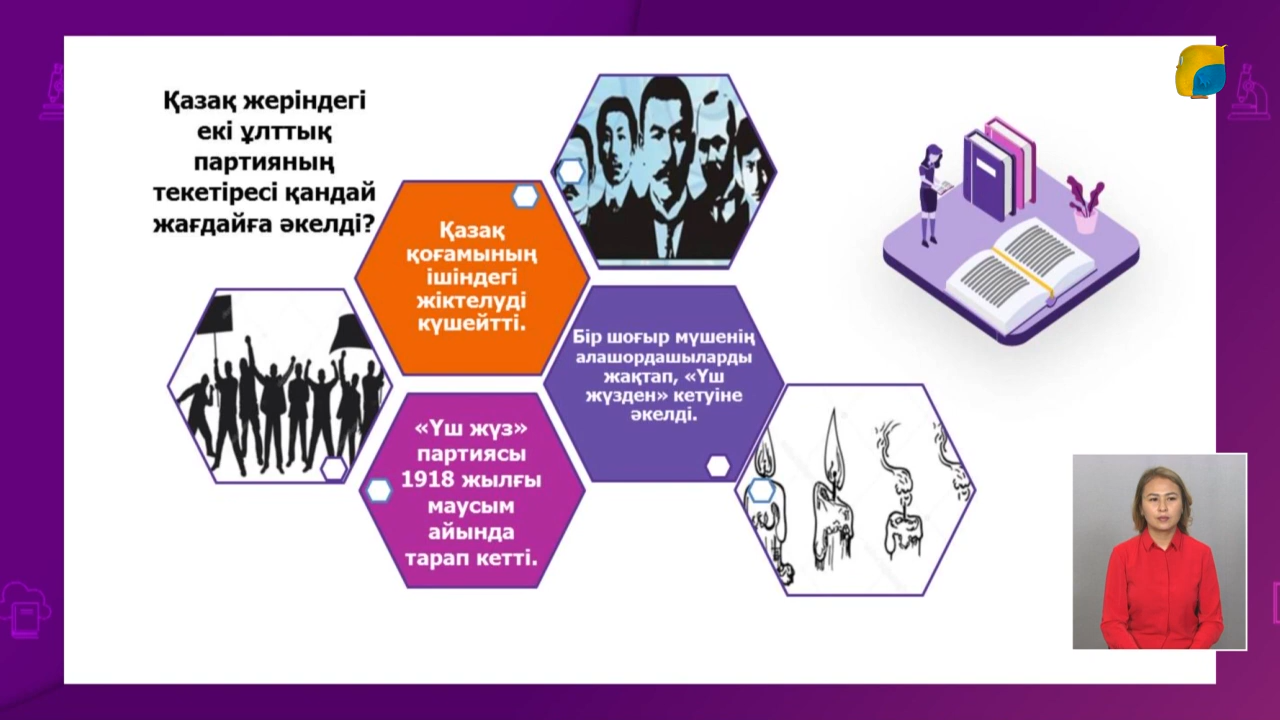 Қазақ жеріндегі
екі ұлттық
партияның
текетіресі қандай
жағдайға әкелді?
Қазақ
қоғамының
ішіндегі
жіктелуді
күшейтті.
Бір шоғыр мүшенің
алашордашыларды
жақтап, «Үш
жүзден» кетуіне
әкелді.
«Үш жүз»
партиясы
1918 жылғы
маусым
айында
тарап кетті.